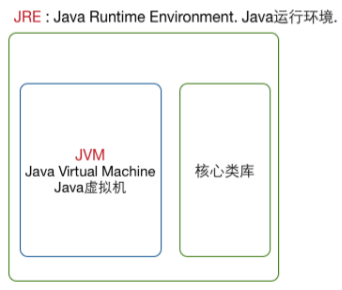 JRE : Java Runtime Environment. Java运行环境.
JVM
Java Virtual Machine
Java虚拟机
核心类库